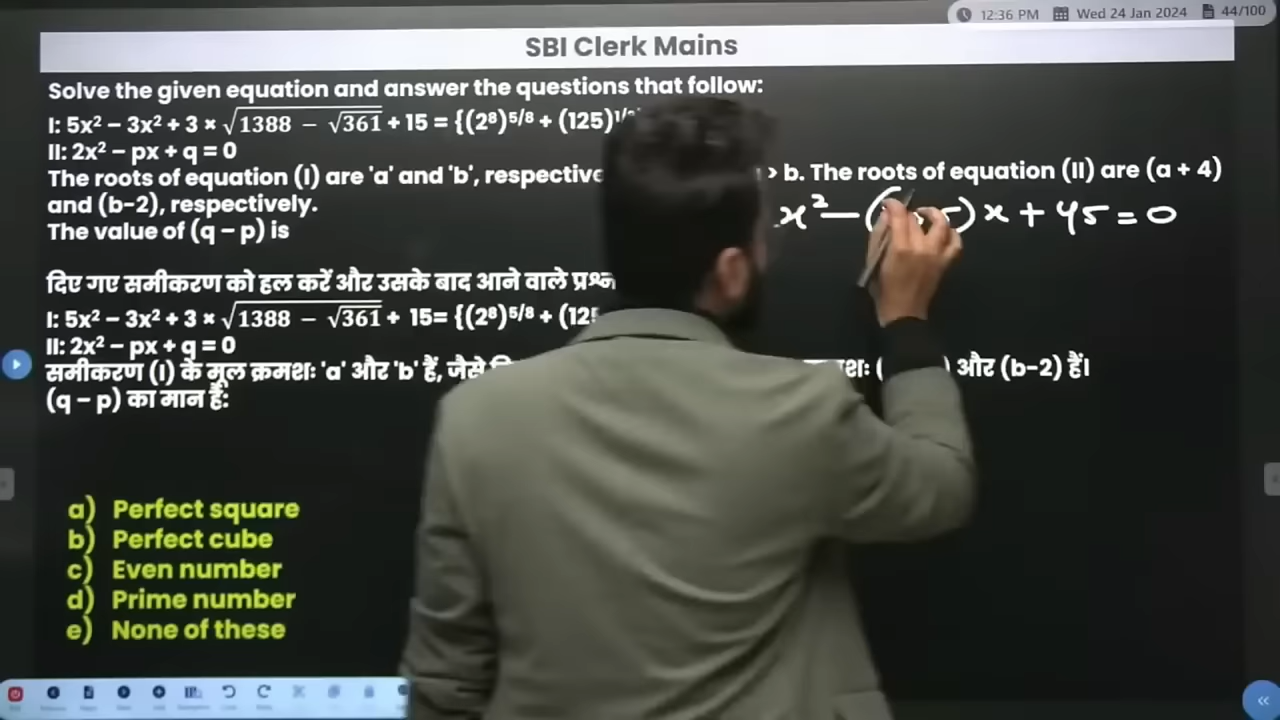 12:36 PM Wed 24 Jan 2024 44/100
SBI Clerk Mains
Solve the given equation and answer the questions that follow:
I: 5x² – 3x² + 3 × √(1388 – √361) + 15 = {(2⁸)⁵/⁸ + (125)
II: 2x² – px + q = 0
The roots of equation (I) are 'a' and 'b', > b. The roots of equation (II) are (a + 4)
and (b-2), respectively.
x² – ( ) x + 45 = 0
The value of (q – p) is
दिए गए समीकरण को हल करें और उसके बाद आने वाले
I: 5x² – 3x² + 3 × √(1388 – √361) + 15= {(2⁸)⁵/⁸ +
II: 2x² – px + q = 0
समीकरण (I) के मूल क्रमशः 'a' और 'b' हैं, और (b-2) हैं।
(q – p) का मान है:
a) Perfect square
b) Perfect cube
c) Even number
d) Prime number
e) None of these